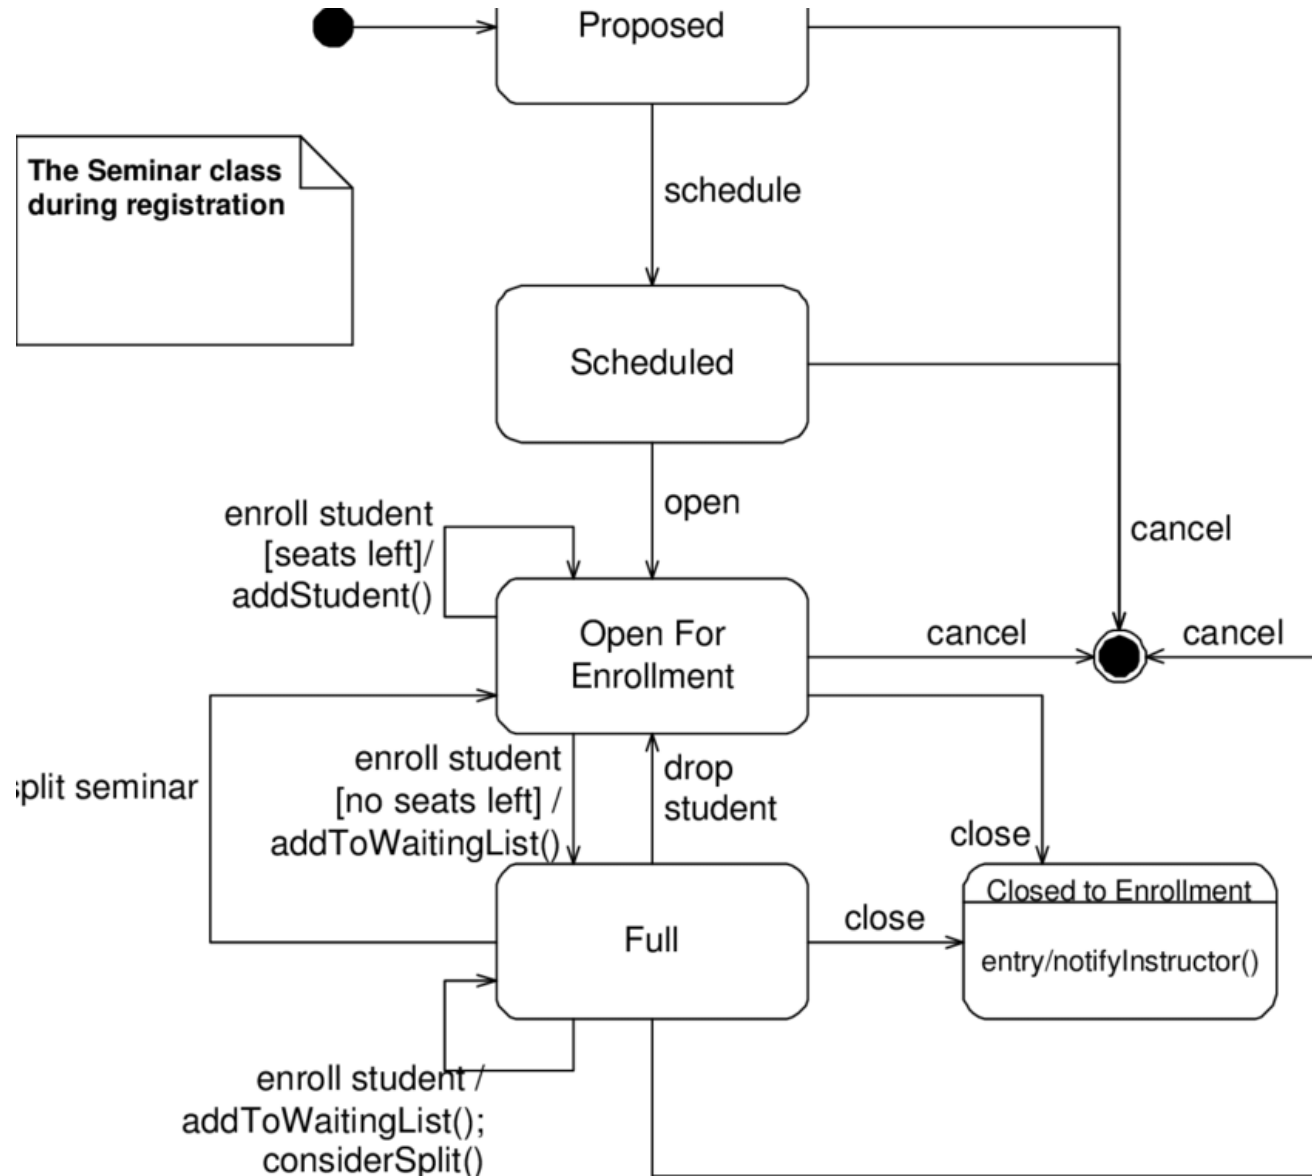 Proposed
The Seminar class
during registration
schedule
Scheduled
open
enroll student
[seats left]/
addStudent()
cancel
Open For
Enrollment
cancel
cancel
split seminar
enroll student
[no seats left] /
addToWaitingList()
drop
student
close
Closed to Enrollment
entry/notifyInstructor()
Full
close
enroll student /
addToWaitingList();
considerSplit()